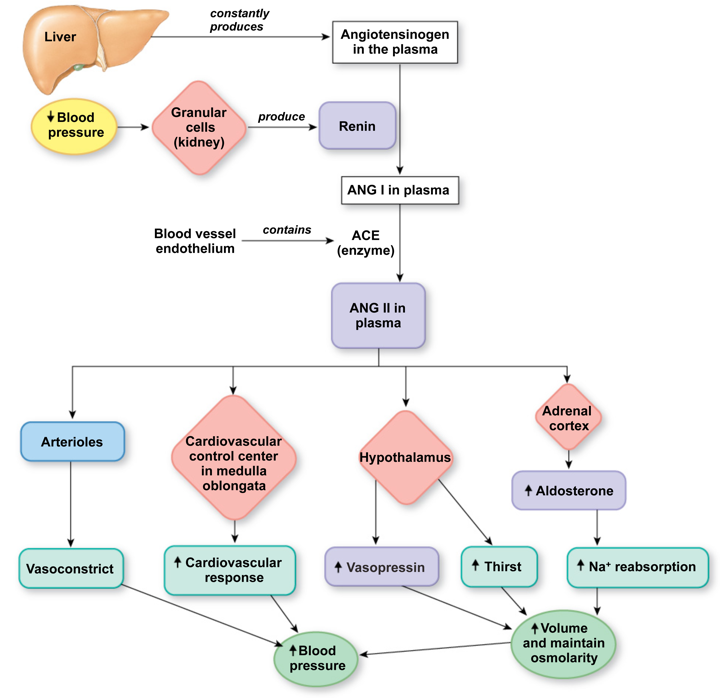 constantly
produces
Liver
Angiotensinogen
in the plasma
↓Blood
pressure
Granular
cells
(kidney)
produce
Renin
ANG I in plasma
Blood vessel
endothelium
contains
ACE
(enzyme)
ANG II in
plasma
Arterioles
Cardiovascular
control center
in medulla
oblongata
Hypothalamus
Adrenal
cortex
↑ Aldosterone
Vasoconstrict
↑ Cardiovascular
response
↑ Vasopressin
↑ Thirst
↑ Na⁺ reabsorption
↑Blood
pressure
↑Volume
and maintain
osmolarity